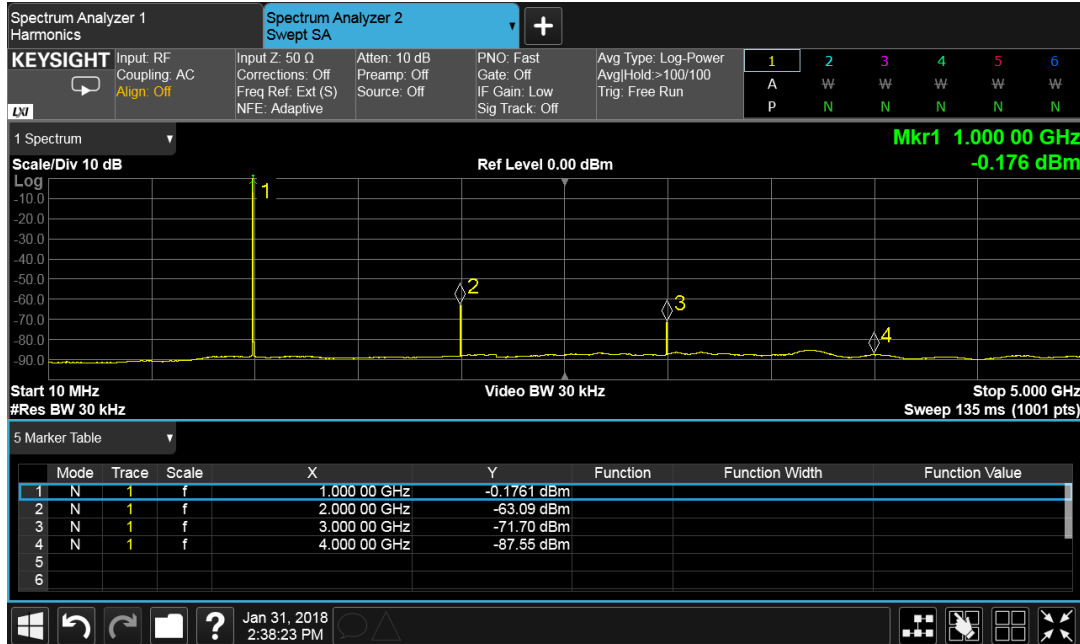 Spectrum Analyzer 1
Harmonics
Spectrum Analyzer 2
Swept SA
KEYSIGHT
LXI
Input: RF
Coupling: AC
Align: Off
Input Z: 50 Ω
Corrections: Off
Freq Ref: Ext (S)
NFE: Adaptive
Atten: 10 dB
Preamp: Off
Source: Off
PNO: Fast
Gate: Off
IF Gain: Low
Sig Track: Off
Avg Type: Log-Power
Avg|Hold:>100/100
Trig: Free Run
1 2 3 4 5 6
A W W W W W
P N N N N N
1 Spectrum
Mkr1 1.000 00 GHz
-0.176 dBm
Scale/Div 10 dB
Ref Level 0.00 dBm
Log
-10.0
-20.0
-30.0
-40.0
-50.0
-60.0
-70.0
-80.0
-90.0
1
2
3
4
Start 10 MHz
Video BW 30 kHz
Stop 5.000 GHz
#Res BW 30 kHz
Sweep 135 ms (1001 pts)
5 Marker Table
Mode Trace Scale X Y Function Function Width Function Value
1 N 1 f 1.000 00 GHz -0.1761 dBm
2 N 1 f 2.000 00 GHz -63.09 dBm
3 N 1 f 3.000 00 GHz -71.70 dBm
4 N 1 f 4.000 00 GHz -87.55 dBm
5
6
?
Jan 31, 2018
2:38:23 PM